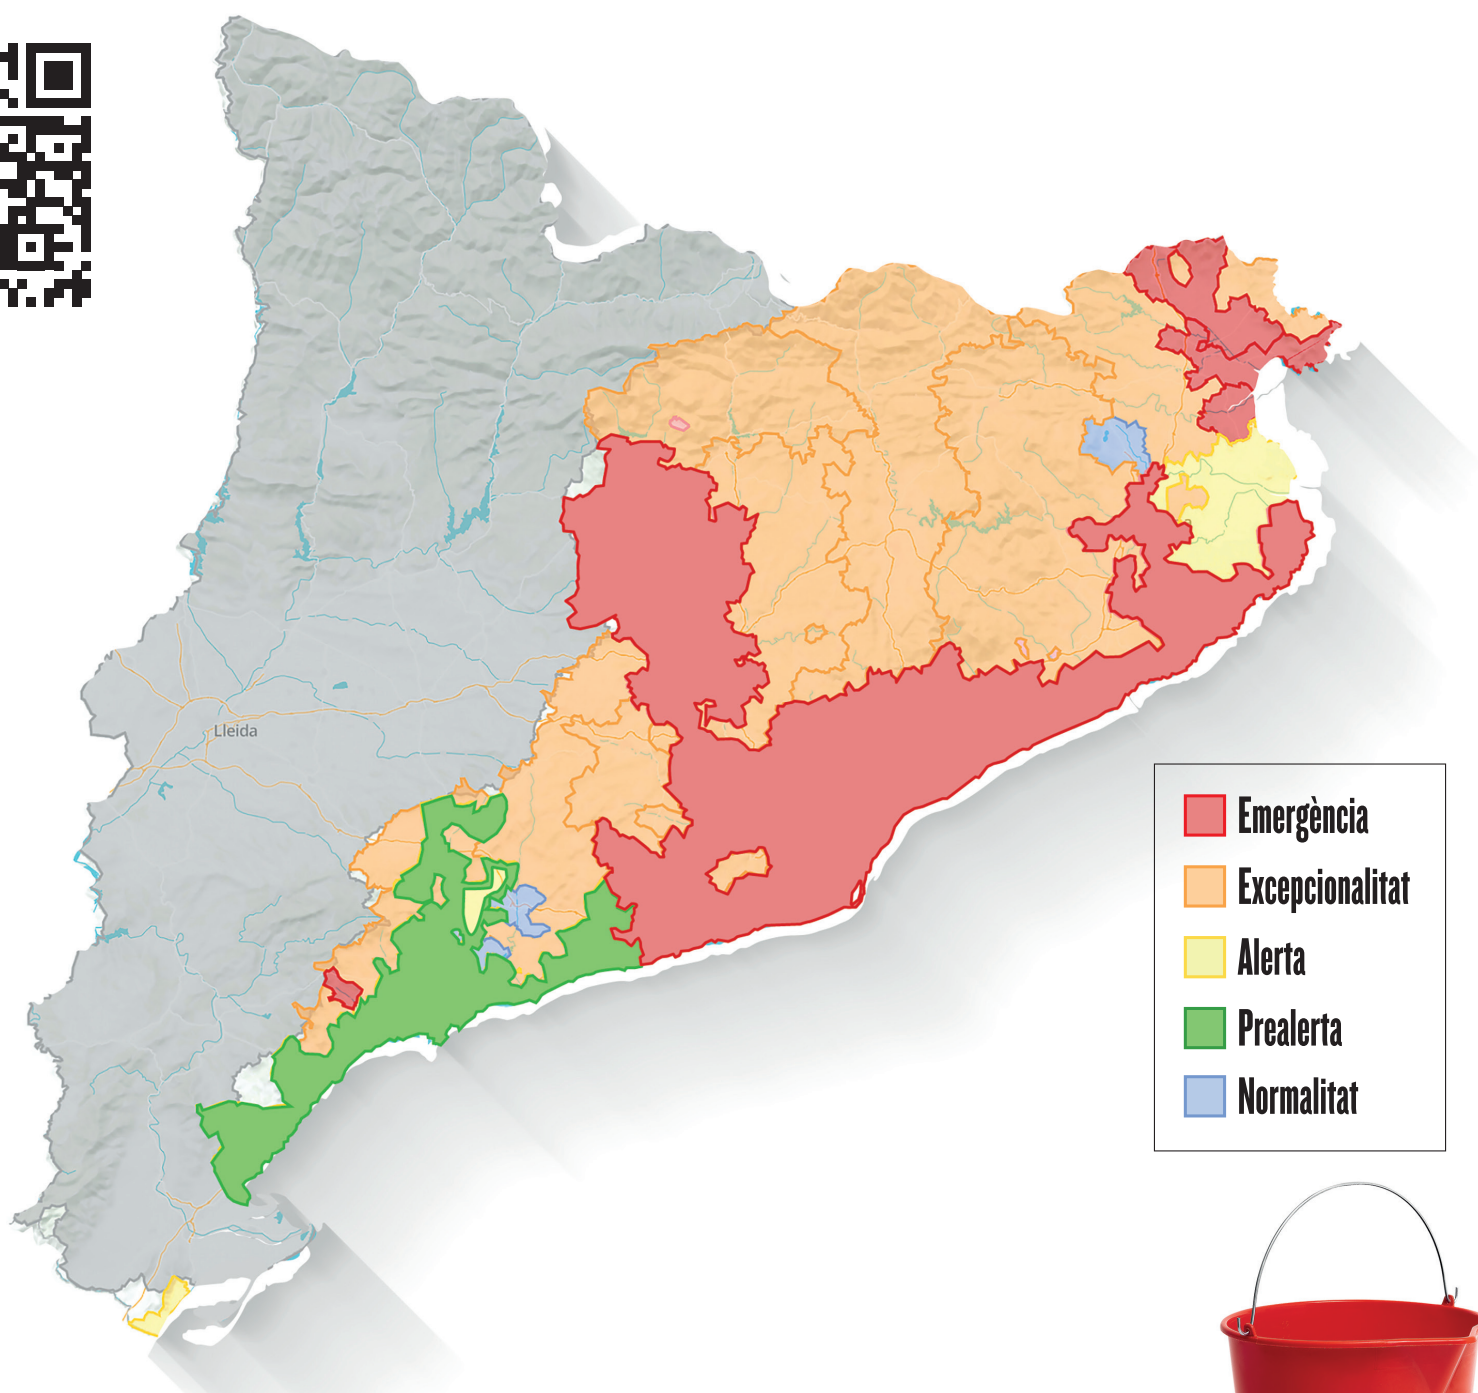 Lleida
Emergència
Excepcionalitat
Alerta
Prealerta
Normalitat